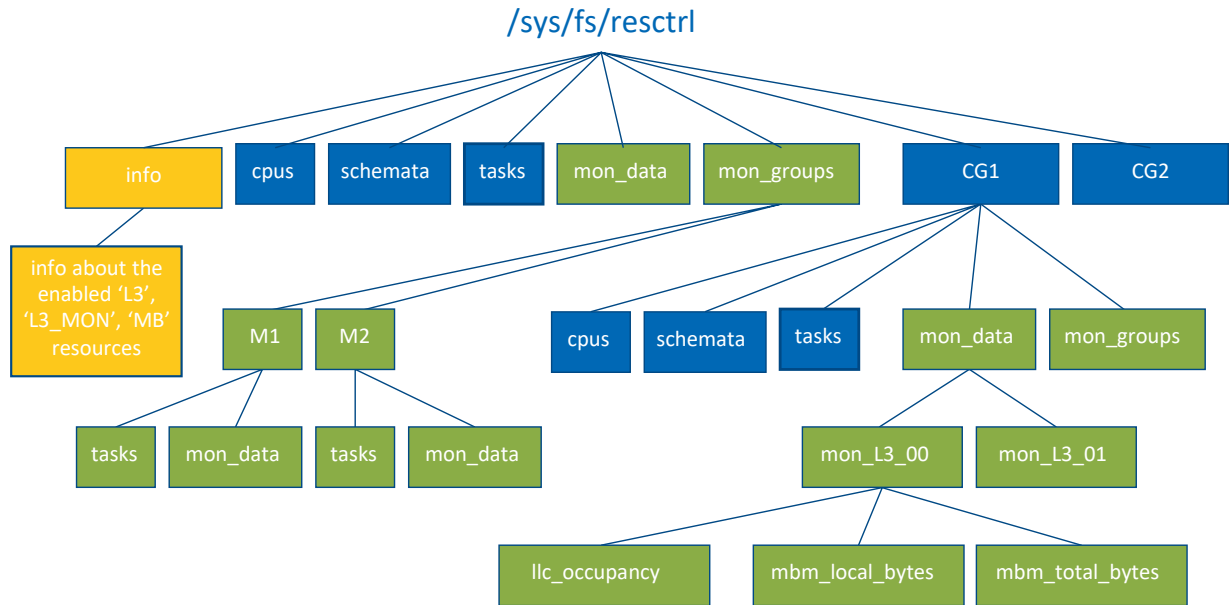 /sys/fs/resctrl
info
cpus
schemata
tasks
mon_data
mon_groups
CG1
CG2
info about the
enabled ‘L3’,
‘L3_MON’, ‘MB’
resources
M1
M2
cpus
schemata
tasks
mon_data
mon_groups
tasks
mon_data
tasks
mon_data
mon_L3_00
mon_L3_01
llc_occupancy
mbm_local_bytes
mbm_total_bytes